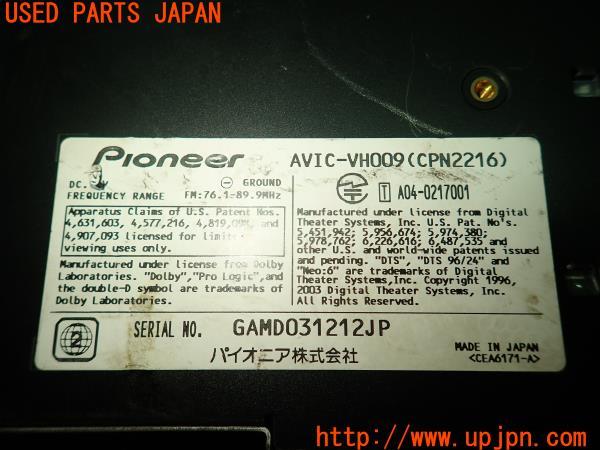 USED PARTS JAPAN
Pioneer
AVIC-VH009(CPN2216)
DC.
GROUND
FREQUENCY RANGE FM:76.1-89.9MHz
T A04-0217001
Apparatus Claims of U.S. Patent Nos.
4,631,603, 4,577,216, 4,819,098, and
4,907,093 licensed for limited
viewing uses only.
Manufactured under license from Dolby
Laboratories. "Dolby", "Pro Logic", and
the double-D symbol are trademarks of
Dolby Laboratories.
Manufactured under license from Digital
Theater Systems, Inc. U.S. Pat. No's.
5,451,942; 5,956,674; 5,974,380;
5,978,762; 6,226,616; 6,487,535 and
other U.S. and world-wide patents issued
and pending. "DTS", "DTS 96/24" and
"Neo:6" are trademarks of Digital
Theater Systems, Inc. Copyright 1996,
2003 Digital Theater Systems, Inc.
All Rights Reserved.
2
SERIAL NO. GAMD031212JP
パイオニア株式会社
MADE IN JAPAN
<CEA6171-A>
(株)UPJ
www.upjpn.com